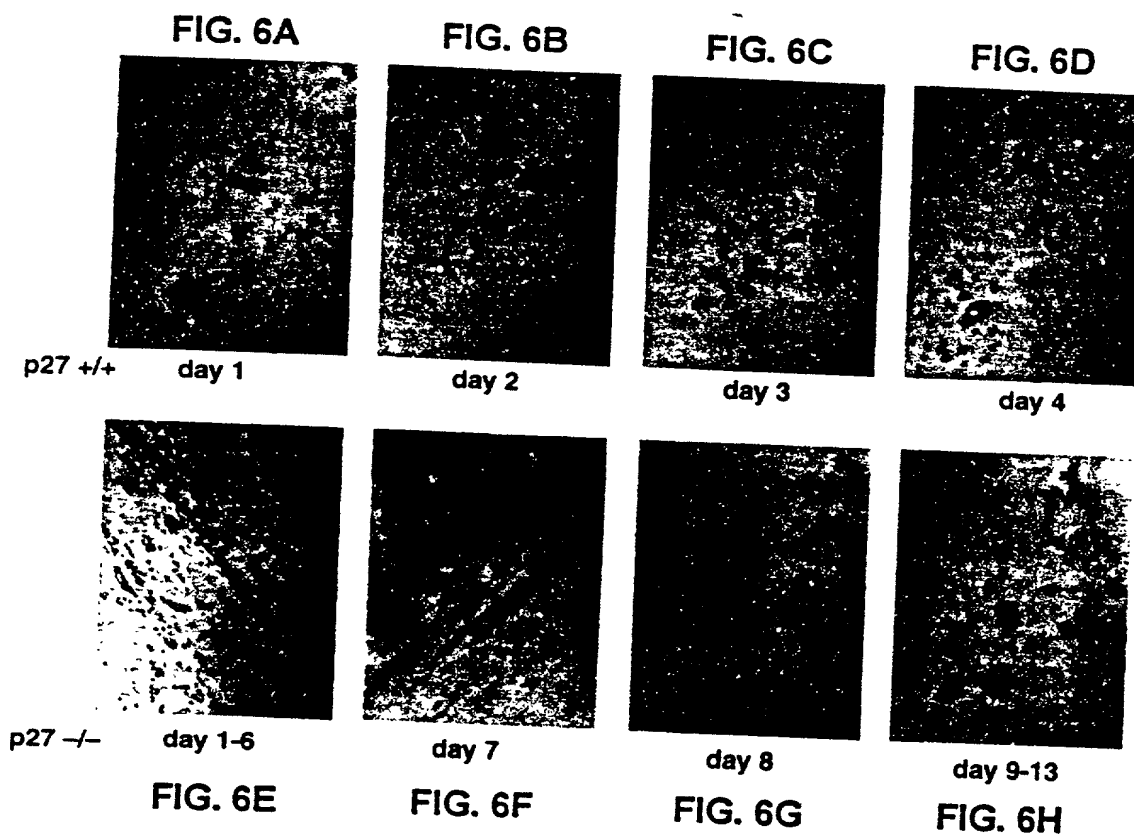 FIG. 6A FIG. 6B FIG. 6C FIG. 6D
p27 +/+ day 1 day 2 day 3 day 4
p27 –/– day 1-6 day 7 day 8 day 9-13
FIG. 6E FIG. 6F FIG. 6G FIG. 6H